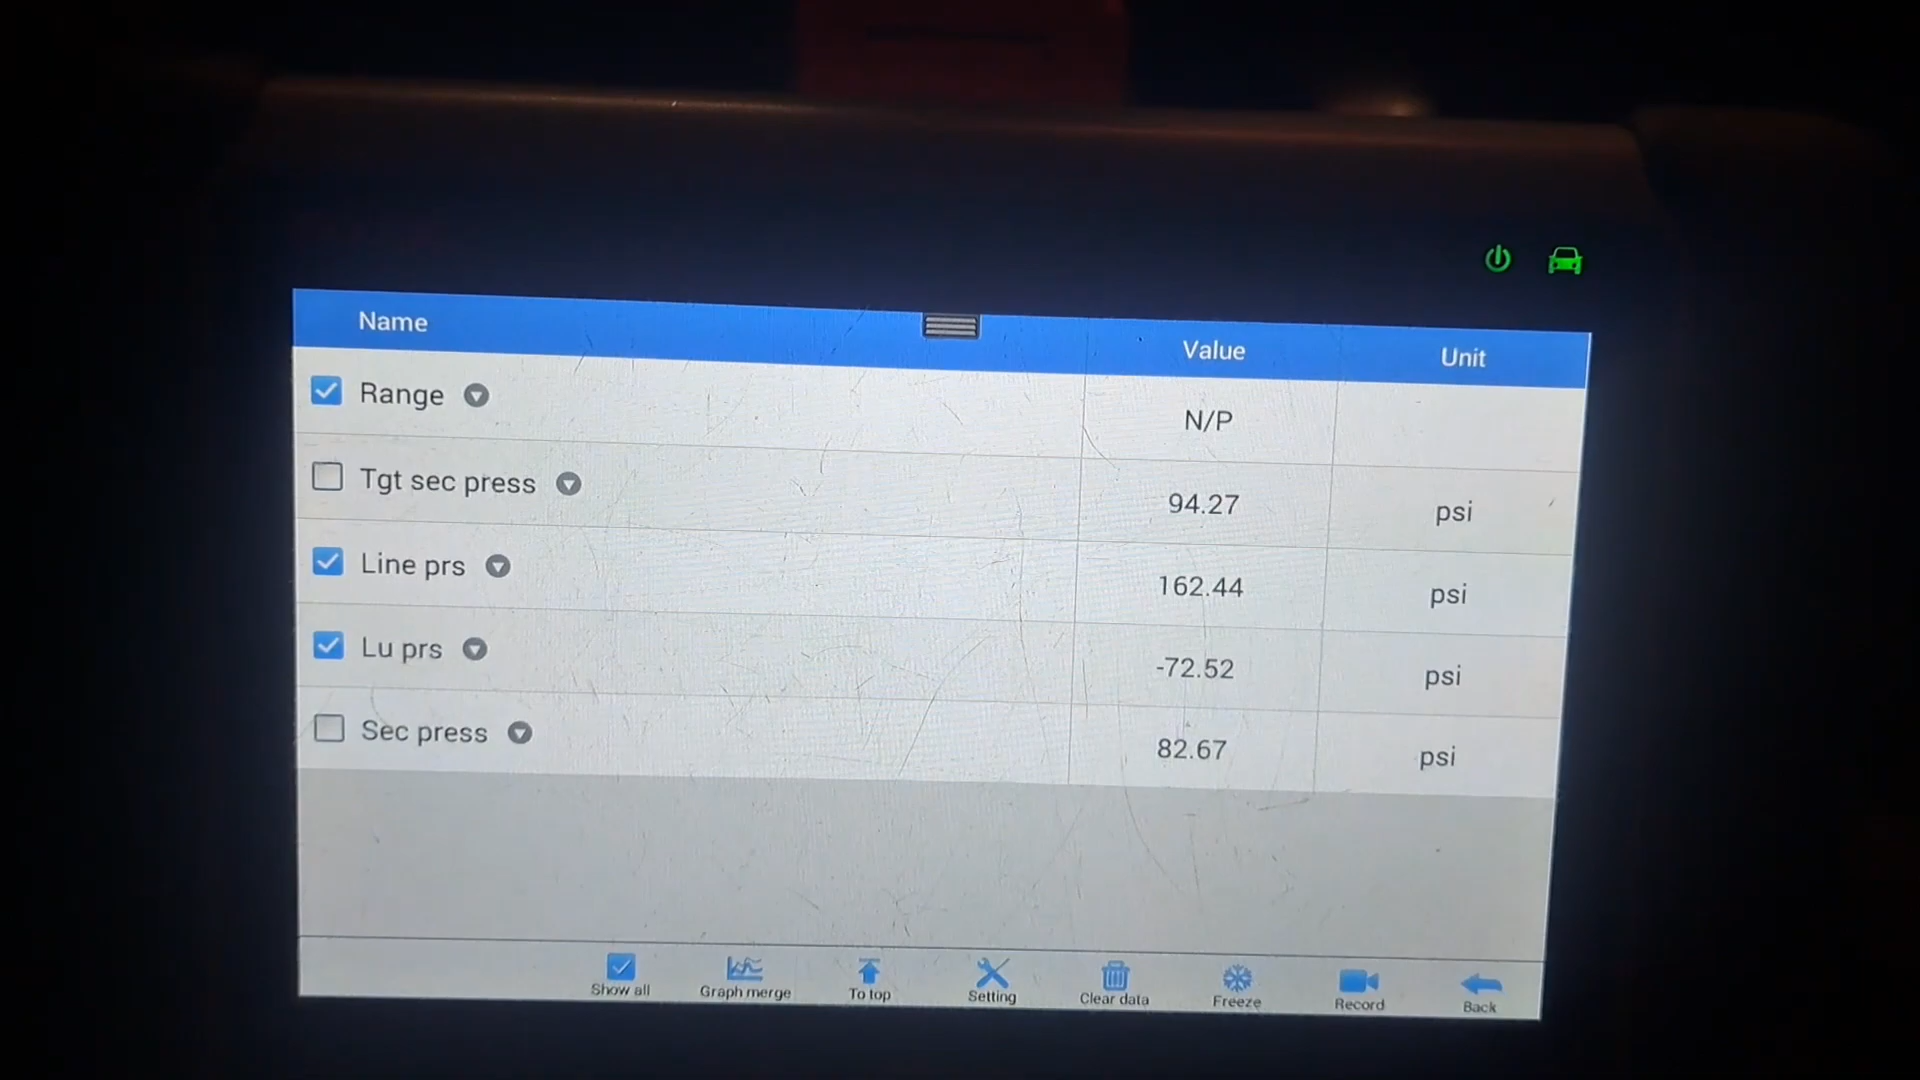 Name Value Unit
Range N/P
Tgt sec press 94.27 psi
Line prs 162.44 psi
Lu prs -72.52 psi
Sec press 82.67 psi
Show all Graph merge To top Setting Clear data Freeze Record Back